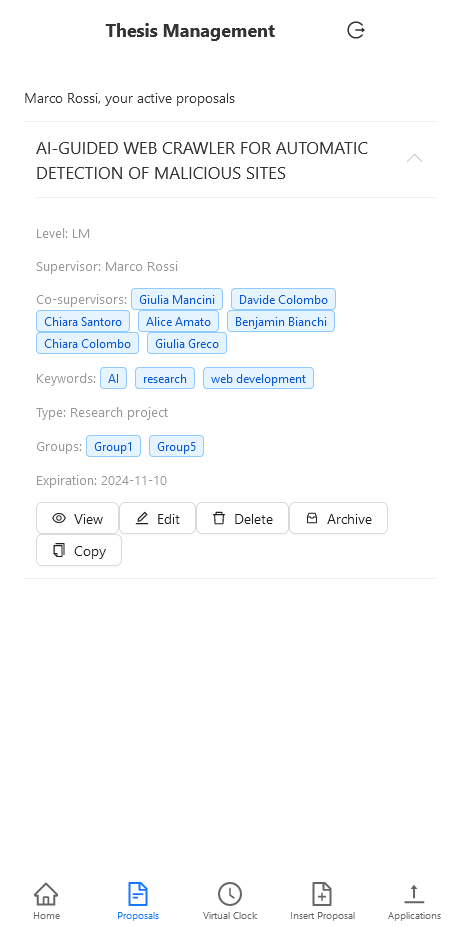 Thesis Management
Marco Rossi, your active proposals
AI-GUIDED WEB CRAWLER FOR AUTOMATIC
DETECTION OF MALICIOUS SITES
Level: LM
Supervisor: Marco Rossi
Co-supervisors: Giulia Mancini Davide Colombo
Chiara Santoro Alice Amato Benjamin Bianchi
Chiara Colombo Giulia Greco
Keywords: AI research web development
Type: Research project
Groups: Group1 Group5
Expiration: 2024-11-10
View Edit Delete Archive
Copy
Home Proposals Virtual Clock Insert Proposal Applications